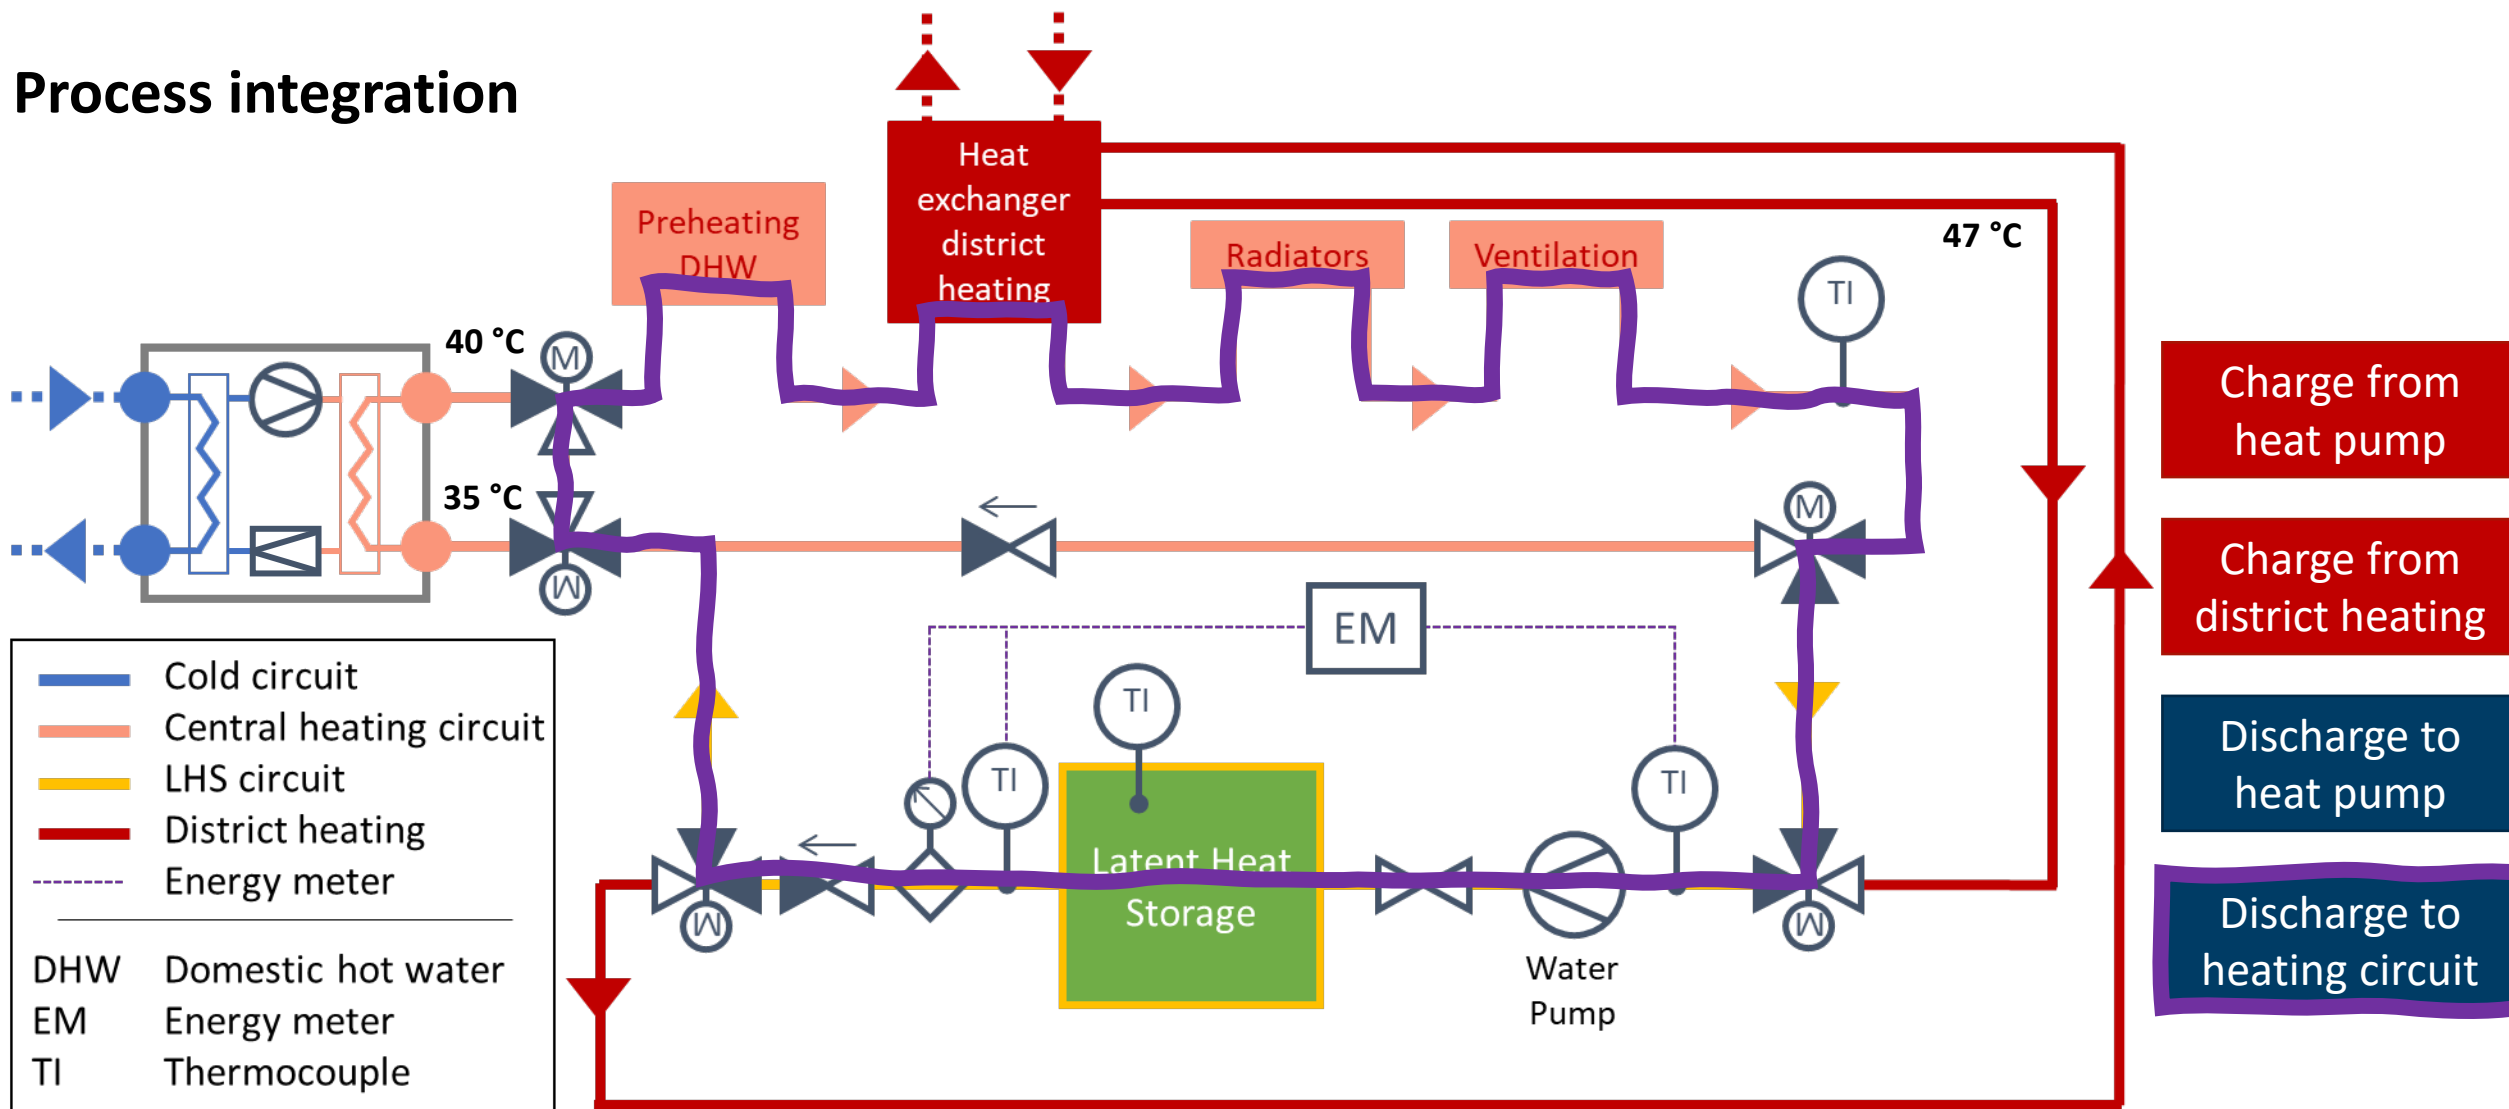 Process integration
Heat
exchanger
district
heating
Preheating
DHW
Radiators
Ventilation
47 °C
TI
40 °C
M
35 °C
M
M
EM
TI
TI
TI
Latent Heat
Storage
M
M
Water
Pump
Cold circuit
Central heating circuit
LHS circuit
District heating
Energy meter
DHW Domestic hot water
EM Energy meter
TI Thermocouple
Charge from
heat pump
Charge from
district heating
Discharge to
heat pump
Discharge to
heating circuit